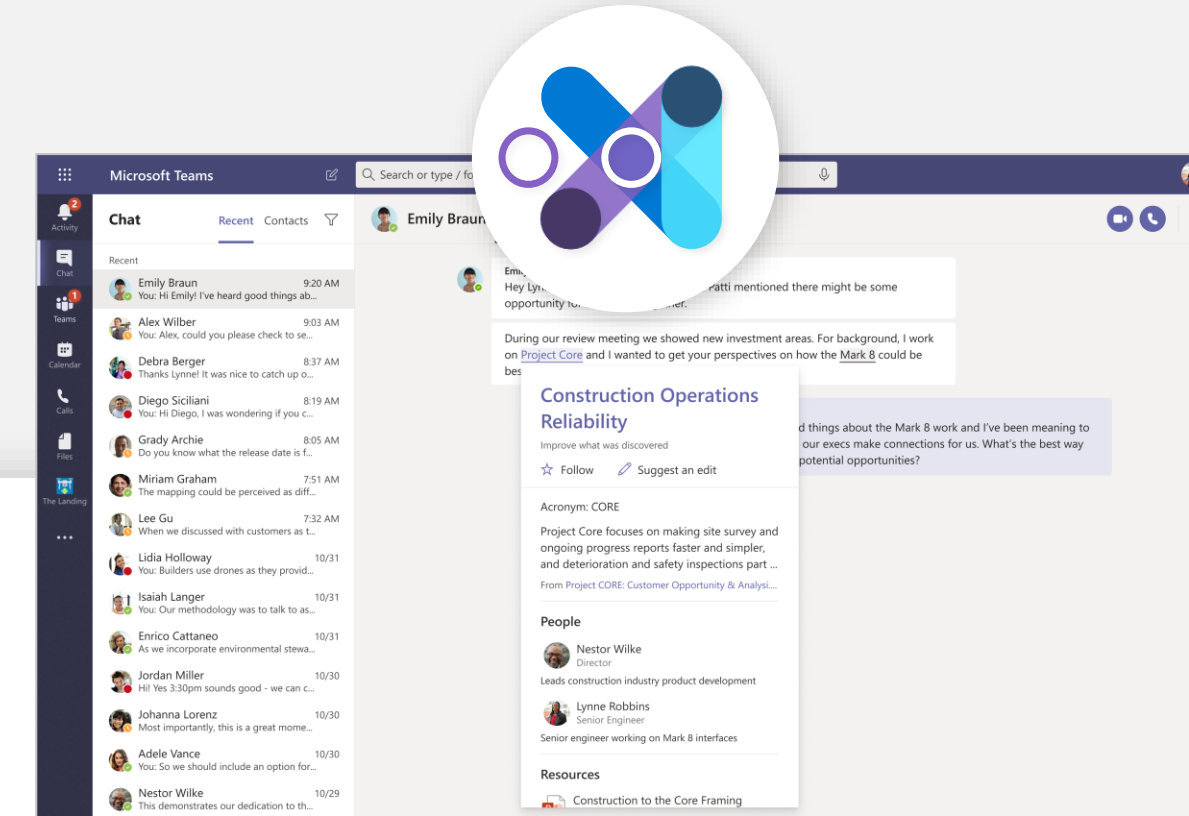 Microsoft Teams
Search or type / fo
2
Activity
Chat
1
Teams
Calendar
Calls
Files
The Landing
Chat
Recent
Contacts
Recent
Emily Braun
9:20 AM
You: Hi Emily! I've heard good things ab...
Alex Wilber
9:03 AM
You: Alex, could you please check to se...
Debra Berger
8:37 AM
Thanks Lynne! It was nice to catch up o...
Diego Siciliani
8:19 AM
You: Hi Diego, I was wondering if you c...
Grady Archie
8:05 AM
Do you know what the release date is f...
Miriam Graham
7:51 AM
The mapping could be perceived as diff...
Lee Gu
7:32 AM
When we discussed with customers as t...
Lidia Holloway
10/31
You: Builders use drones as they provid...
Isaiah Langer
10/31
You: Our methodology was to talk to as...
Enrico Cattaneo
10/31
As we incorporate environmental stewa...
Jordan Miller
10/30
Hi! Yes 3:30pm sounds good - we can c...
Johanna Lorenz
10/30
Most importantly, this is a great mome...
Adele Vance
10/30
You: So we should include an option for...
Nestor Wilke
10/29
This demonstrates our dedication to th...
Emily Braun
Hey Lyn Patti mentioned there might be some
opportunity
During our review meeting we showed new investment areas. For background, I work
on Project Core and I wanted to get your perspectives on how the Mark 8 could be
bes
d things about the Mark 8 work and I've been meaning to
our execs make connections for us. What's the best way
potential opportunities?
Construction Operations
Reliability
Improve what was discovered
Follow
Suggest an edit
Acronym: CORE
Project Core focuses on making site survey and
ongoing progress reports faster and simpler,
and deterioration and safety inspections part ...
From Project CORE: Customer Opportunity & Analysi....
People
Nestor Wilke
Director
Leads construction industry product development
Lynne Robbins
Senior Engineer
Senior engineer working on Mark 8 interfaces
Resources
Construction to the Core Framing